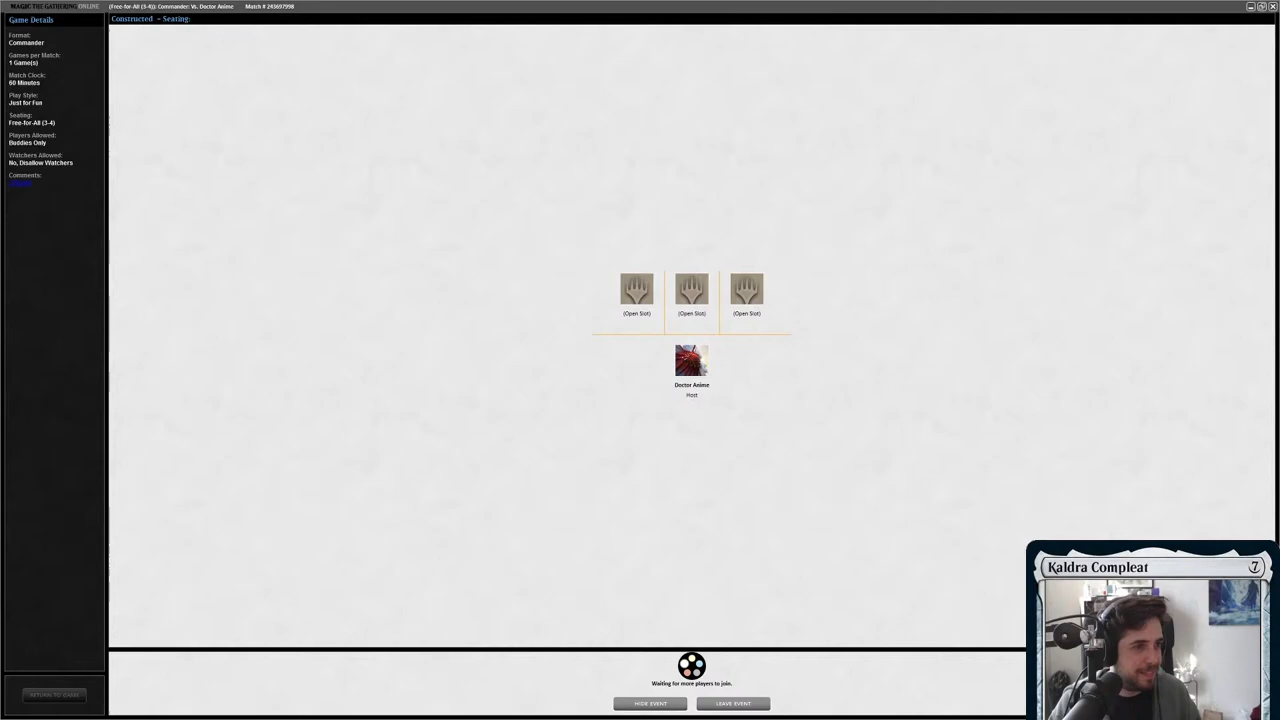 MAGIC THE GATHERING ONLINE
(Free-for-All (3-4)): Commander: Vs. Doctor Anime
Match # 243697998
Game Details
Constructed - Seating:
Format:
Commander
Games per Match:
1 Game(s)
Match Clock:
60 Minutes
Play Style:
Just for Fun
Seating:
Free-for-All (3-4)
Players Allowed:
Buddies Only
Watchers Allowed:
No, Disallow Watchers
Comments:
(Open Slot)
(Open Slot)
(Open Slot)
Doctor Anime
Host
Kaldra Compleat
7
Waiting for more players to join.
RETURN TO GAME
HIDE EVENT
LEAVE EVENT